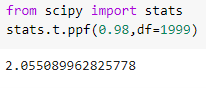 from scipy import stats
stats.t.ppf(0.98,df=1999)
2.055089962825778